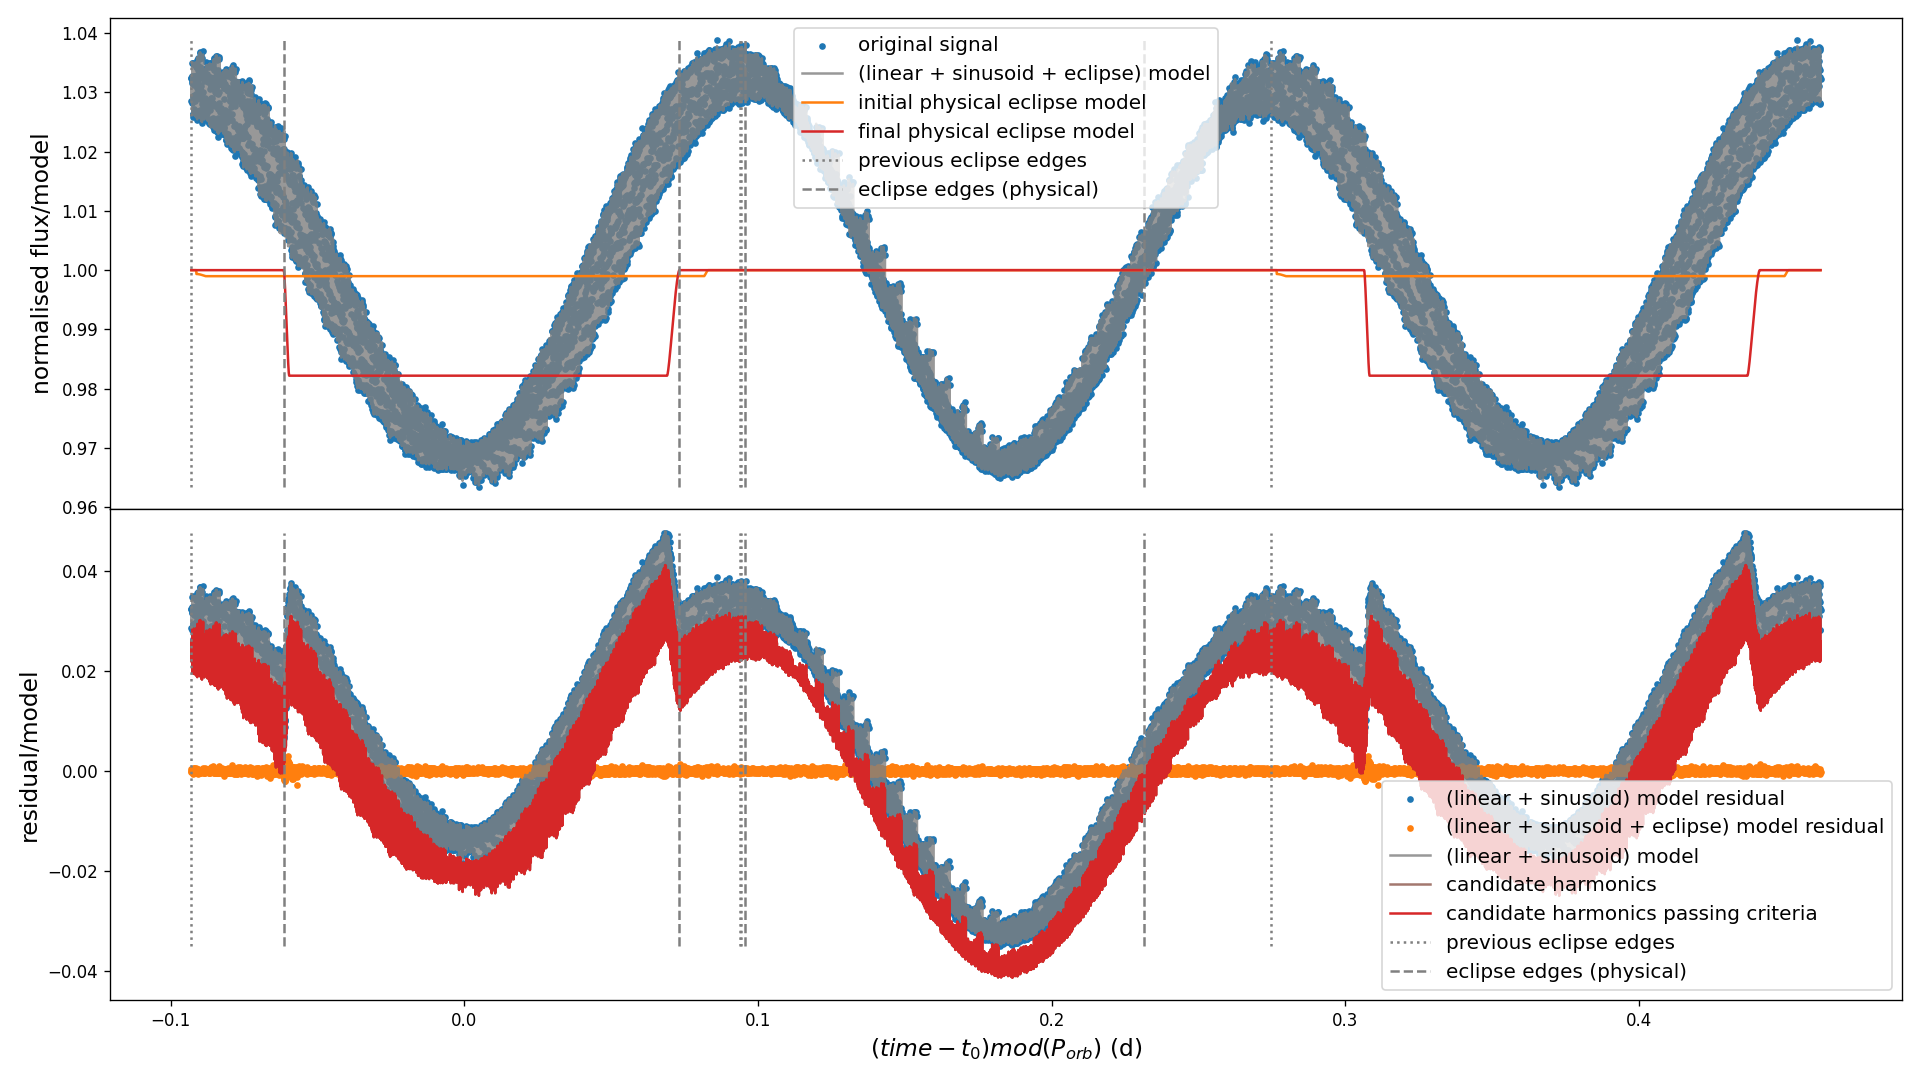 1.04
1.03
1.02
1.01
1.00
0.99
0.98
0.97
0.96
normalised flux/model
original signal
(linear + sinusoid + eclipse) model
initial physical eclipse model
final physical eclipse model
previous eclipse edges
eclipse edges (physical)
0.04
0.02
0.00
−0.02
−0.04
residual/model
(linear + sinusoid) model residual
(linear + sinusoid + eclipse) model residual
(linear + sinusoid) model
candidate harmonics
candidate harmonics passing criteria
previous eclipse edges
eclipse edges (physical)
−0.1 0.0 0.1 0.2 0.3 0.4
(time − t₀)mod(P_orb) (d)